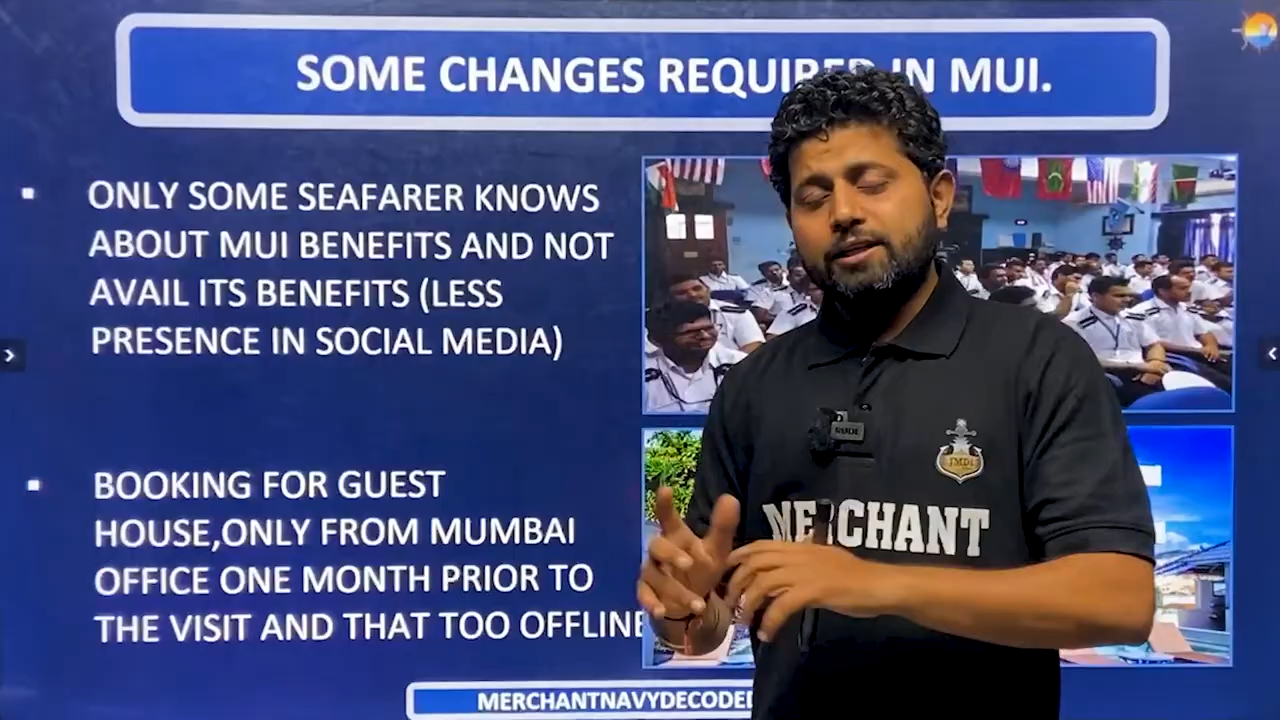 SOME CHANGES REQUIRED IN MUI.
ONLY SOME SEAFARER KNOWS
ABOUT MUI BENEFITS AND NOT
AVAIL ITS BENEFITS (LESS
PRESENCE IN SOCIAL MEDIA)
BOOKING FOR GUEST
HOUSE,ONLY FROM MUMBAI
OFFICE ONE MONTH PRIOR TO
THE VISIT AND THAT TOO OFFLINE
MERCHANTNAVYDECODED
RODE
MERCHANT